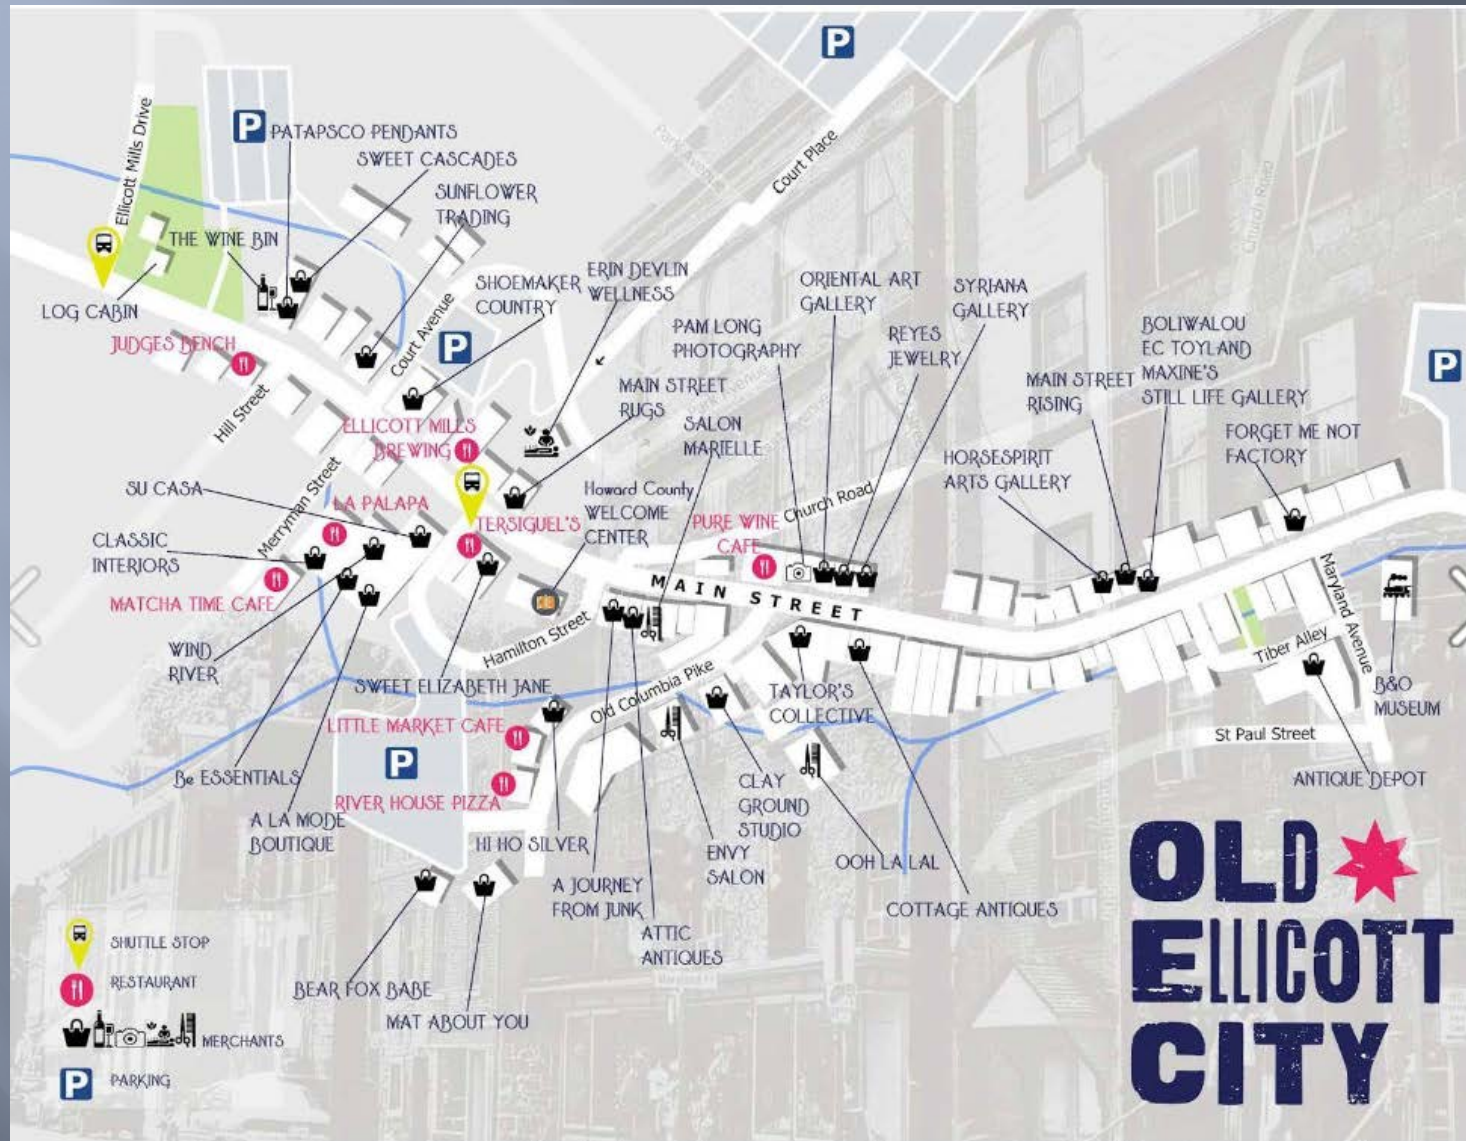 P
P
PATAPSCO PENDANTS
SWEET CASCADES
SUNFLOWER
TRADING
Ellicott Mills Drive
Court Place
Park Avenue
Church Road
THE WINE BIN
LOG CABIN
JUDGES BENCH
SHOEMAKER
COUNTRY
ERIN DEVLIN
WELLNESS
Court Avenue
P
PAM LONG
PHOTOGRAPHY
ORIENTAL ART
GALLERY
SYRIANA
GALLERY
REYES
JEWELRY
BOLIWALOU
EC TOYLAND
MAXINE'S
STILL LIFE GALLERY
MAIN STREET
RISING
P
Hill Street
MAIN STREET
RUGS
SALON
MARIELLE
ELLICOTT MILLS
BREWING
FORGET ME NOT
FACTORY
HORSESPIRIT
ARTS GALLERY
SU CASA
Merryman Street
LA PALAPA
TERSIGUEL'S
Howard County
WELCOME
CENTER
PURE WINE
CAFE
Church Road
CLASSIC
INTERIORS
MATCHA TIME CAFE
MAIN STREET
Maryland Avenue
WIND
RIVER
Hamilton Street
SWEET ELIZABETH JANE
Old Columbia Pike
TAYLOR'S
COLLECTIVE
Tiber Alley
B&O
MUSEUM
LITTLE MARKET CAFE
St Paul Street
P
Be ESSENTIALS
RIVER HOUSE PIZZA
CLAY
GROUND
STUDIO
ANTIQUE DEPOT
A LA MODE
BOUTIQUE
HI HO SILVER
ENVY
SALON
OOH LA LAL
A JOURNEY
FROM JUNK
COTTAGE ANTIQUES
ATTIC
ANTIQUES
BEAR FOX BABE
MAT ABOUT YOU
SHUTTLE STOP
RESTAURANT
MERCHANTS
P PARKING
OLD
ELLICOTT
CITY